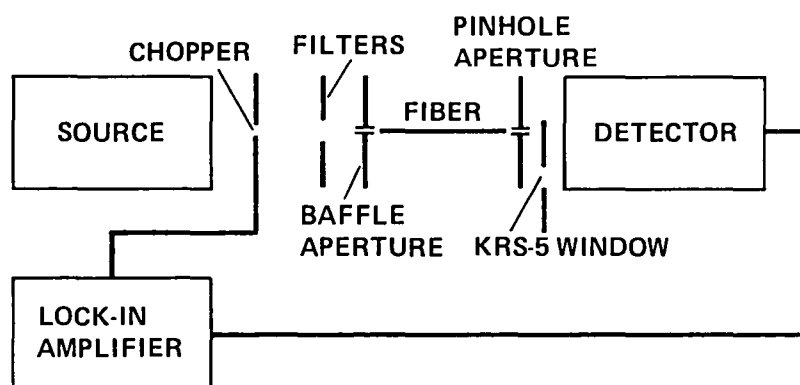 CHOPPER
FILTERS
PINHOLE
APERTURE
SOURCE
FIBER
DETECTOR
BAFFLE
APERTURE
KRS-5 WINDOW
LOCK-IN
AMPLIFIER